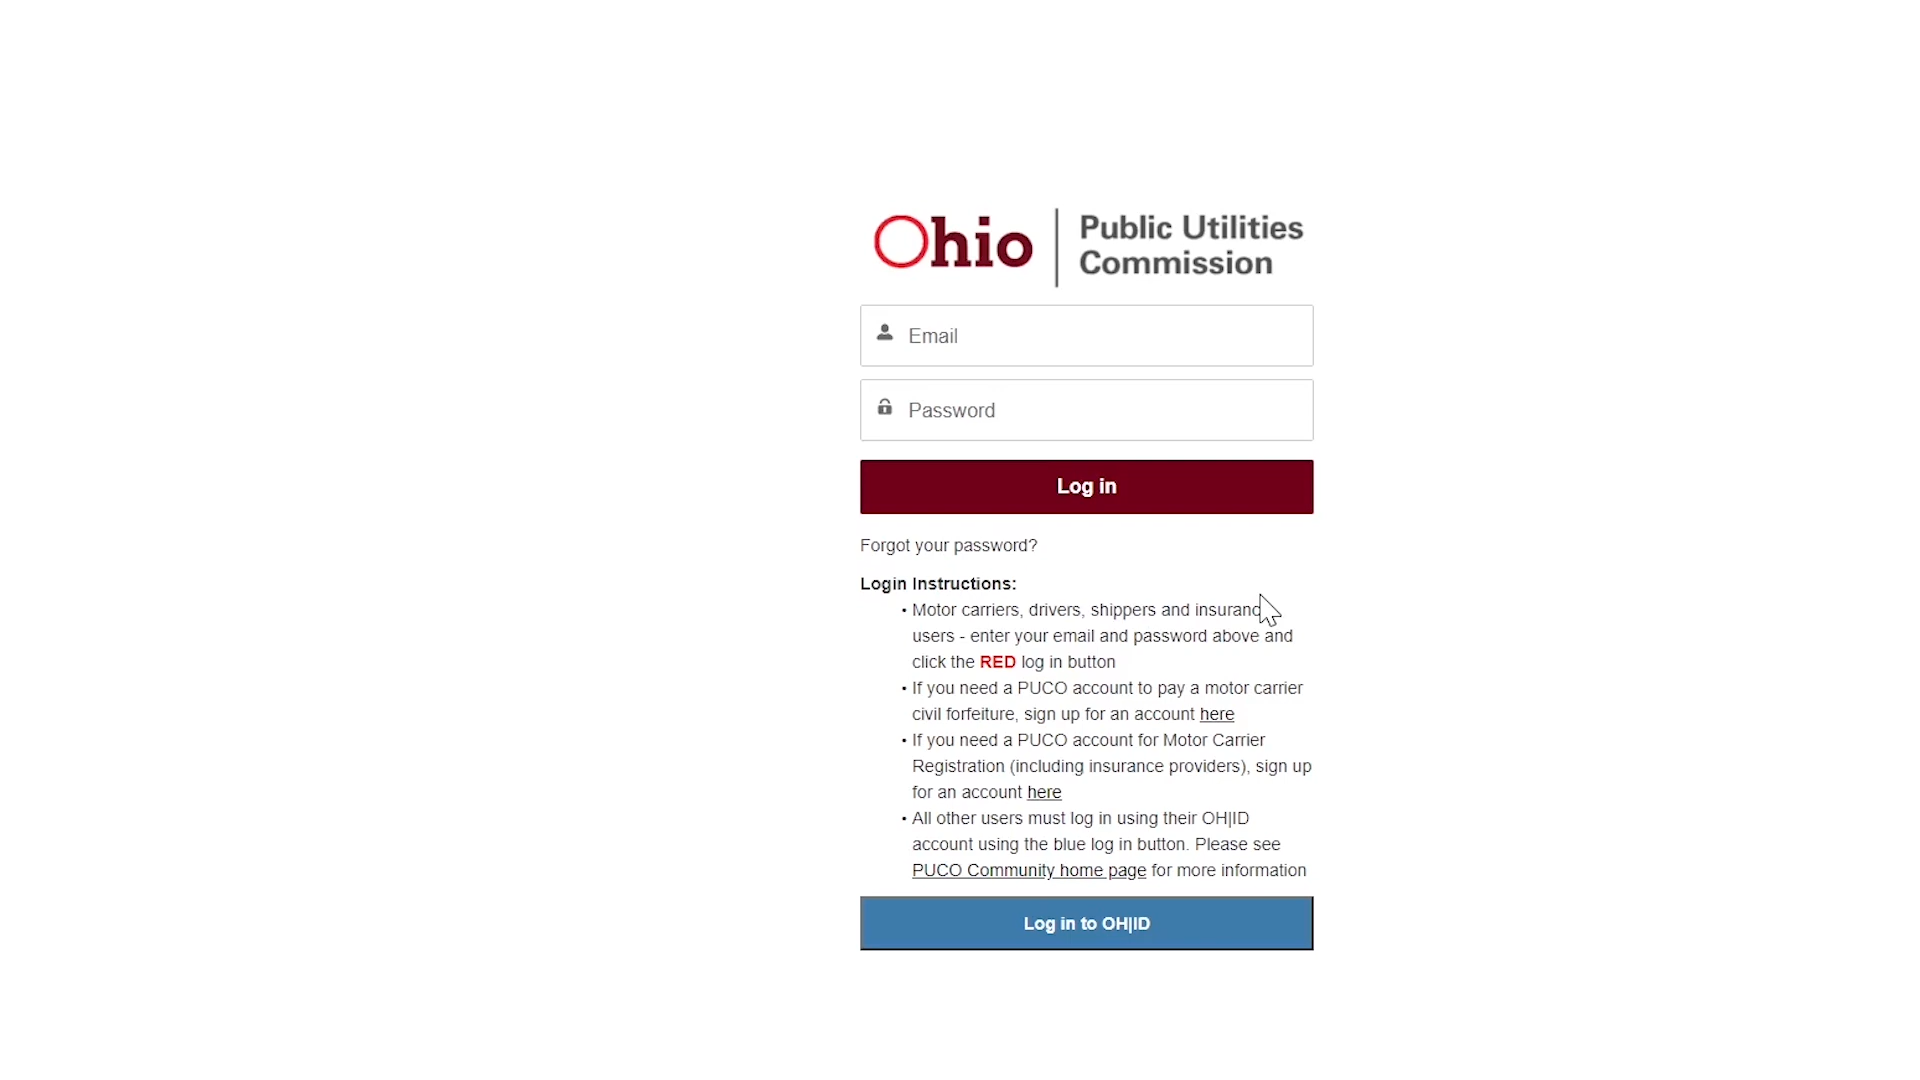 Ohio
Public Utilities
Commission
Email
Password
Log in
Forgot your password?
Login Instructions:
• Motor carriers, drivers, shippers and insuranc
users - enter your email and password above and
click the RED log in button
• If you need a PUCO account to pay a motor carrier
civil forfeiture, sign up for an account here
• If you need a PUCO account for Motor Carrier
Registration (including insurance providers), sign up
for an account here
• All other users must log in using their OH|ID
account using the blue log in button. Please see
PUCO Community home page for more information
Log in to OH|ID